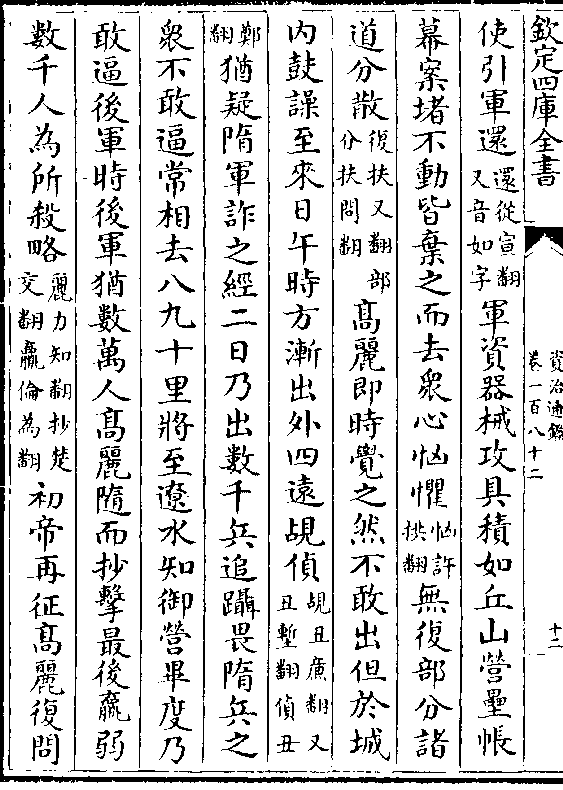 欽定四庫全書
資治通鑑
卷一百八十二
十二
使引軍還還從宣翻又音如字軍資器械攻具積如丘山營壘帳
幕案堵不動皆棄之而去衆心恟懼恟許拱翻無復部分諸
道分散復扶又翻部分扶問翻高麗即時覺之然不敢出但於城
内鼓譟至來日午時方漸出外四遠覘偵覘丑廉翻又丑塹翻偵丑
鄭翻猶疑隋軍詐之經二日乃出數千兵追躡畏隋兵之
衆不敢逼常相去八九十里將至遼水知御營畢度乃
敢逼後軍時後軍猶數萬人高麗隨而抄擊最後羸弱
數千人為所殺略麗力知翻抄楚交翻羸倫為翻初帝再征高麗復問